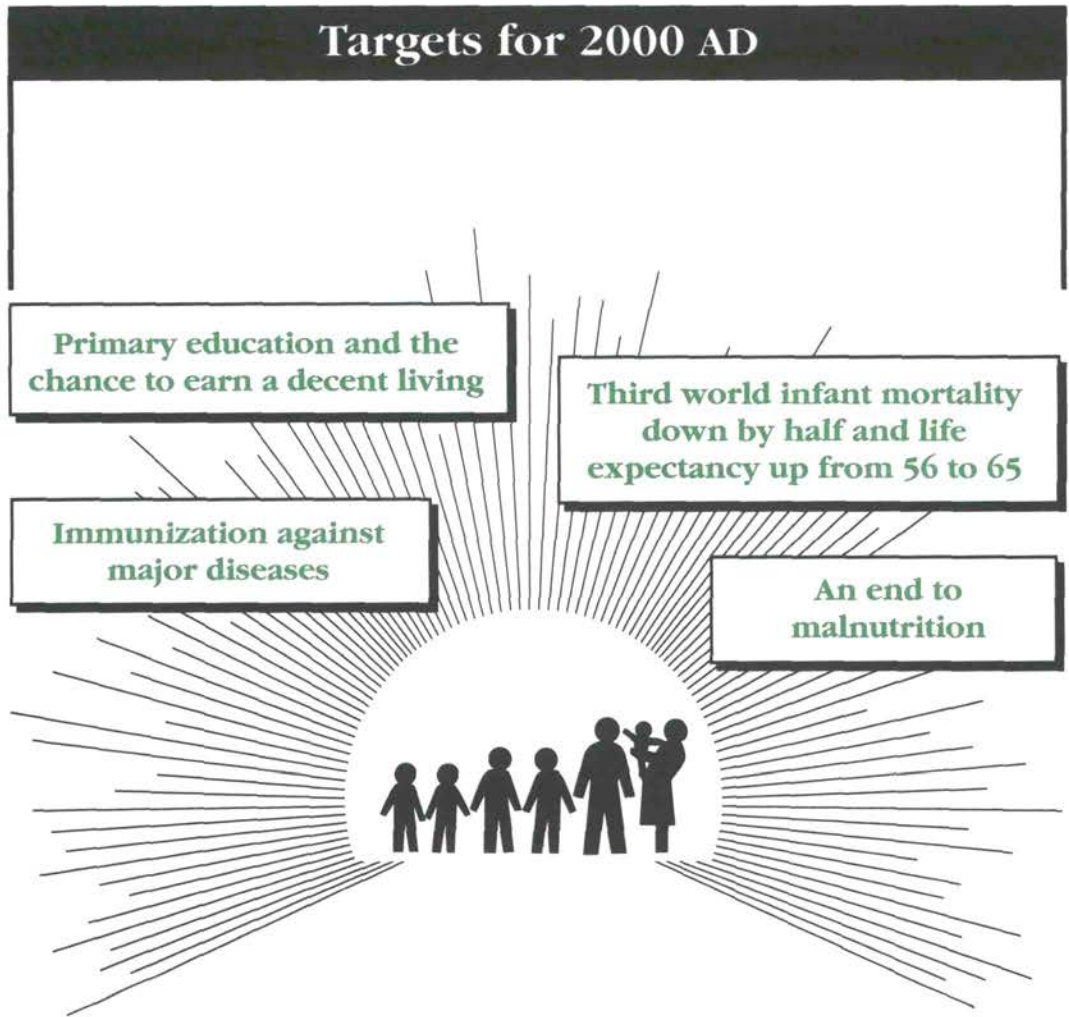 Targets for 2000 AD
Primary education and the
chance to earn a decent living
Third world infant mortality
down by half and life
expectancy up from 56 to 65
Immunization against
major diseases
An end to
malnutrition